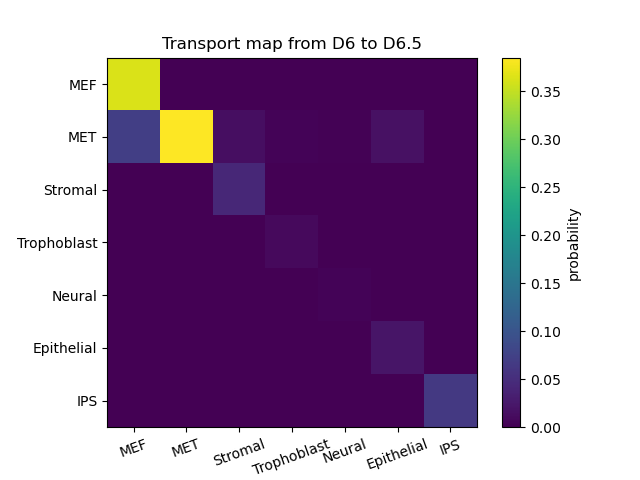 Transport map from D6 to D6.5
MEF
MET
Stromal
Trophoblast
Neural
Epithelial
IPS
MEF
MET
Stromal
Trophoblast
Neural
Epithelial
IPS
0.35
0.30
0.25
0.20
0.15
0.10
0.05
0.00
probability